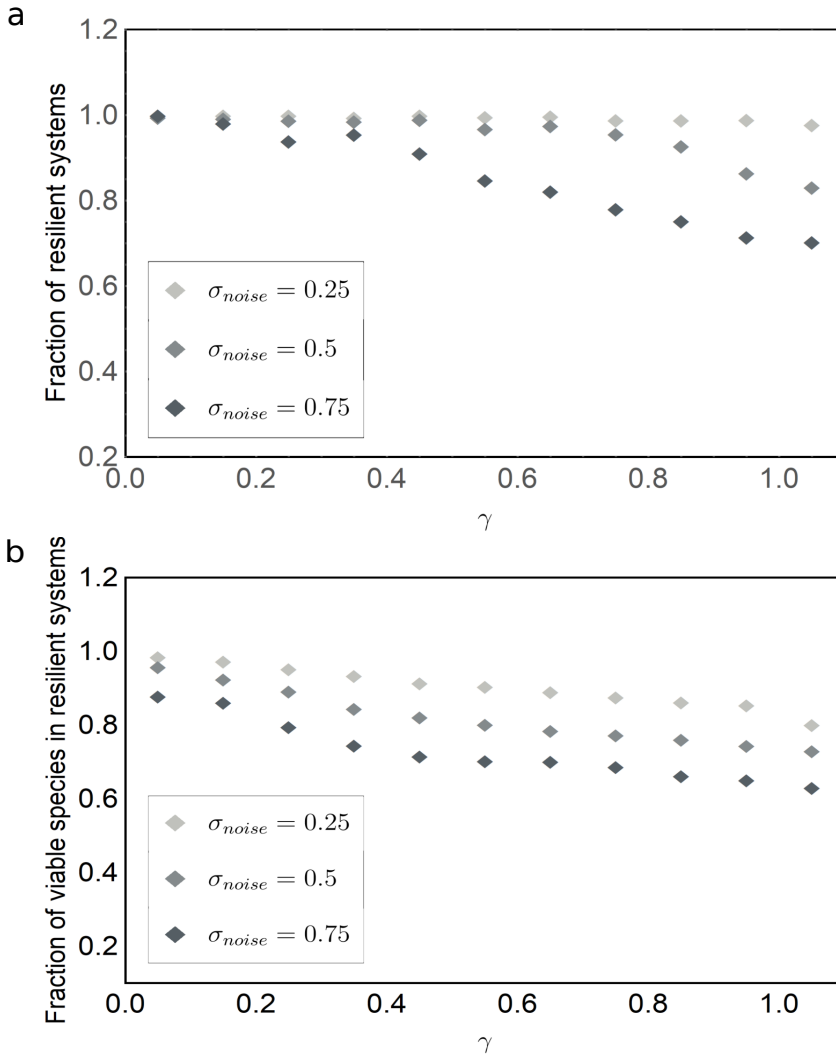 a
Fraction of resilient systems
1.2
1.0
0.8
0.6
0.4
0.2
σnoise = 0.25
σnoise = 0.5
σnoise = 0.75
0.0 0.2 0.4 0.6 0.8 1.0
γ
b
Fraction of viable species in resilient systems
1.2
1.0
0.8
0.6
0.4
0.2
σnoise = 0.25
σnoise = 0.5
σnoise = 0.75
0.0 0.2 0.4 0.6 0.8 1.0
γ